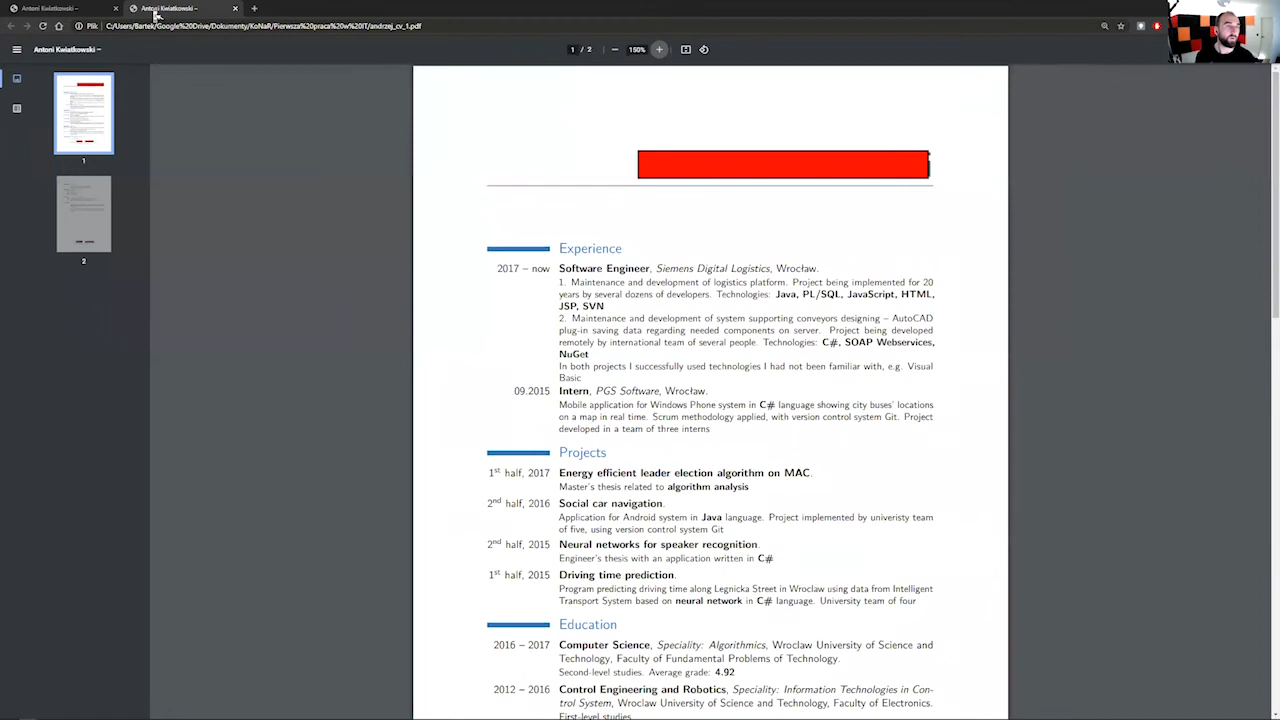 Antoni Kwiatkowski –
Antoni Kwiatkowski –
Plik
C:/Users/Bartek/Google%20Drive/Dokumenty/KoNaR/Pierwsza%20praca%20w%20IT/andrzej_cv_1.pdf
Antoni Kwiatkowski –
1 / 2
150%
1
2
Experience
2017 – now Software Engineer, Siemens Digital Logistics, Wrocław.
1. Maintenance and development of logistics platform. Project being implemented for 20
years by several dozens of developers. Technologies: Java, PL/SQL, JavaScript, HTML,
JSP, SVN
2. Maintenance and development of system supporting conveyors designing – AutoCAD
plug-in saving data regarding needed components on server. Project being developed
remotely by international team of several people. Technologies: C#, SOAP Webservices,
NuGet
In both projects I successfully used technologies I had not been familiar with, e.g. Visual
Basic
09.2015 Intern, PGS Software, Wrocław.
Mobile application for Windows Phone system in C# language showing city buses' locations
on a map in real time. Scrum methodology applied, with version control system Git. Project
developed in a team of three interns
Projects
1st half, 2017 Energy efficient leader election algorithm on MAC.
Master's thesis related to algorithm analysis
2nd half, 2016 Social car navigation.
Application for Android system in Java language. Project implemented by univeristy team
of five, using version control system Git
2nd half, 2015 Neural networks for speaker recognition.
Engineer's thesis with an application written in C#
1st half, 2015 Driving time prediction.
Program predicting driving time along Legnicka Street in Wroclaw using data from Intelligent
Transport System based on neural network in C# language. University team of four
Education
2016 – 2017 Computer Science, Speciality: Algorithmics, Wroclaw University of Science and
Technology, Faculty of Fundamental Problems of Technology.
Second-level studies. Average grade: 4.92
2012 – 2016 Control Engineering and Robotics, Speciality: Information Technologies in Con-
trol System, Wroclaw University of Science and Technology, Faculty of Electronics.
First-level studies